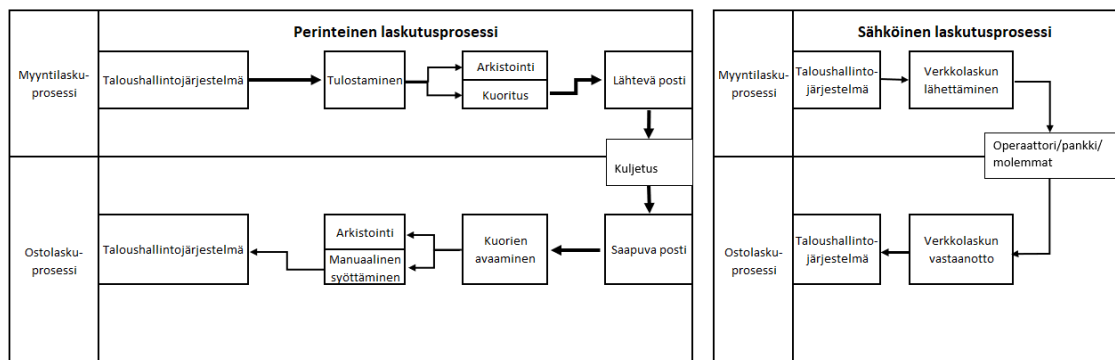 Perinteinen laskutusprosessi
Myyntilasku-
prosessi
Taloushallintojärjestelmä
Tulostaminen
Arkistointi
Kuoritus
Lähtevä posti
Kuljetus
Ostolasku-
prosessi
Taloushallintojärjestelmä
Arkistointi
Manuaalinen
syöttäminen
Kuorien
avaaminen
Saapuva posti
Sähköinen laskutusprosessi
Myyntilasku-
prosessi
Taloushallinto-
järjestelmä
Verkkolaskun
lähettäminen
Operaattori/pankki/
molemmat
Ostolasku-
prosessi
Taloushallinto-
järjestelmä
Verkkolaskun
vastaanotto